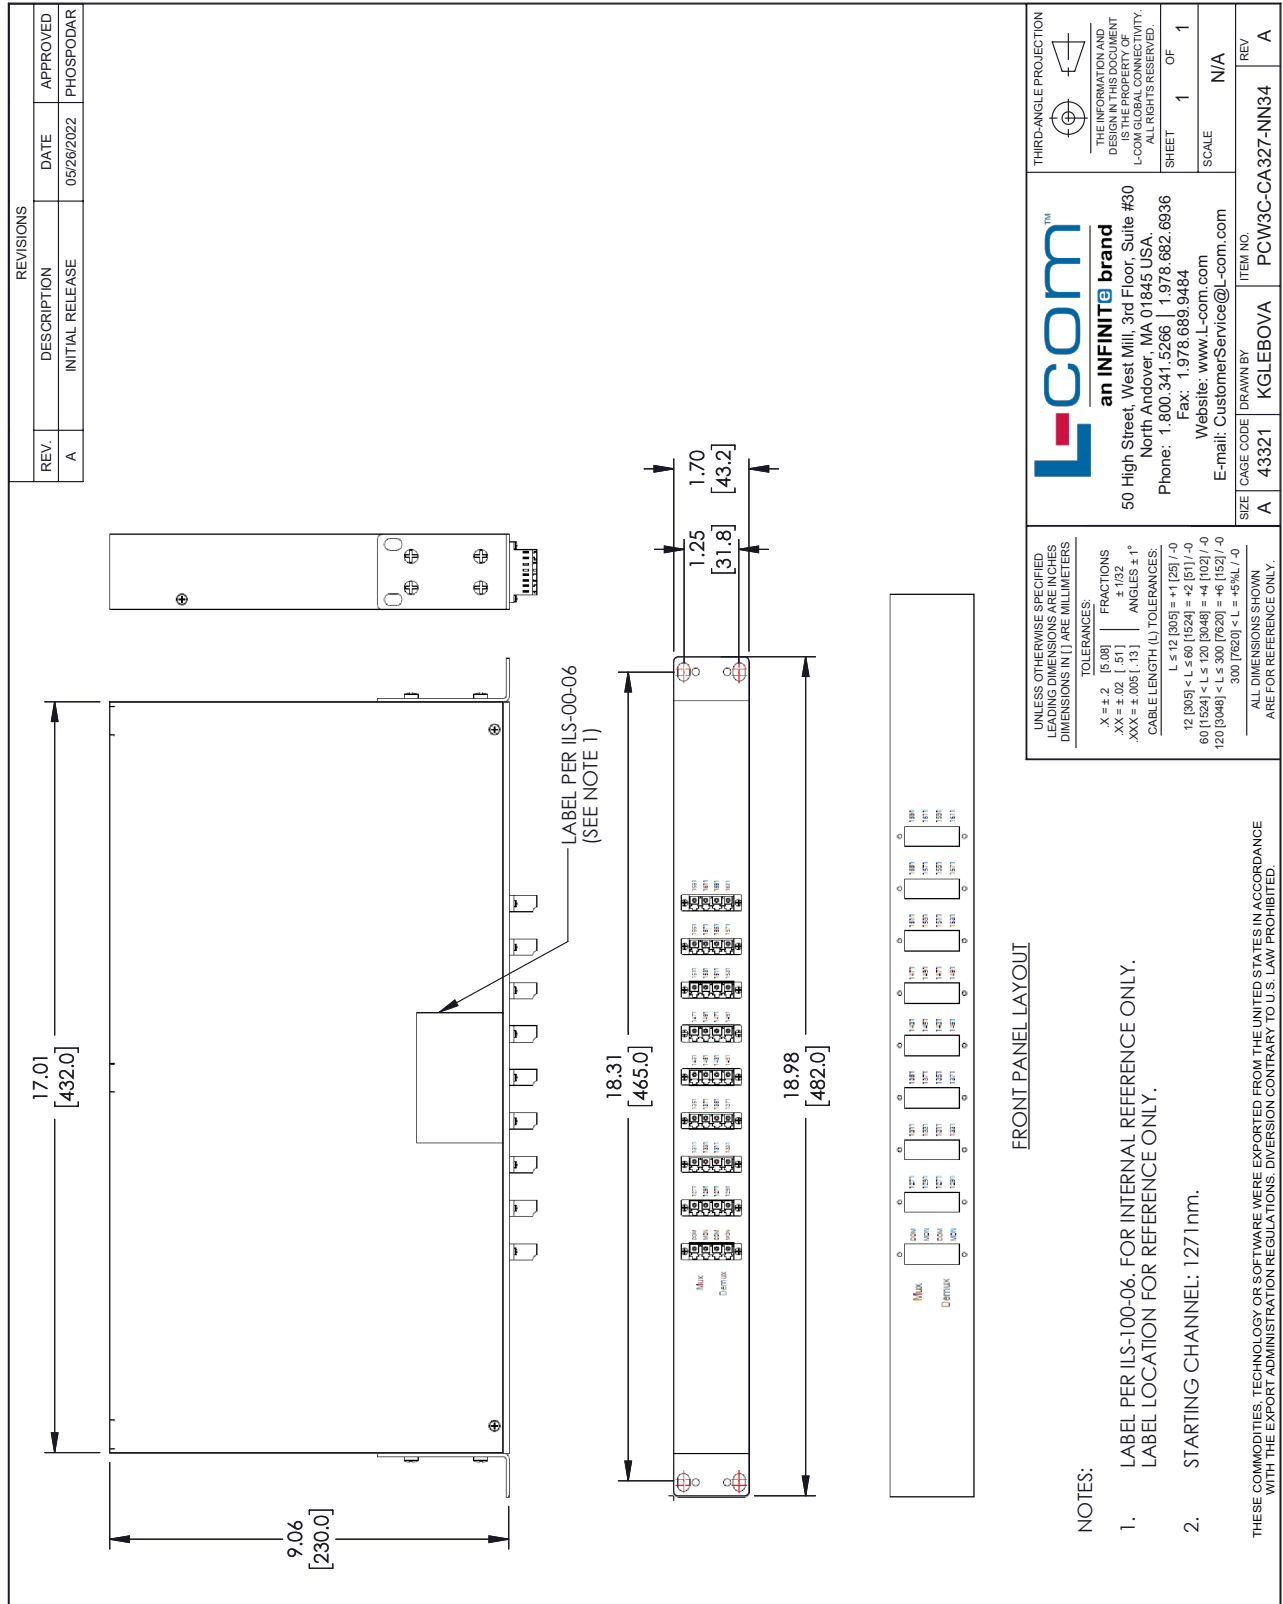 REVISIONS
REV. DESCRIPTION DATE APPROVED
A INITIAL RELEASE 05/26/2022 PHOSPODAR
17.01
[432.0]
9.06
[230.0]
LABEL PER ILS-00-06
(SEE NOTE 1)
18.31
[465.0]
1.25
[31.8]
1.70
[43.2]
Mux
Demux
COM
MON
COM
MON
18.98
[482.0]
Mux
Demux
COM
MON
COM
MON
FRONT PANEL LAYOUT
NOTES:
1. LABEL PER ILS-100-06. FOR INTERNAL REFERENCE ONLY.
LABEL LOCATION FOR REFERENCE ONLY.
2. STARTING CHANNEL: 1271nm.
THESE COMMODITIES, TECHNOLOGY OR SOFTWARE WERE EXPORTED FROM THE UNITED STATES IN ACCORDANCE
WITH THE EXPORT ADMINISTRATION REGULATIONS. DIVERSION CONTRARY TO U.S. LAW PROHIBITED.
UNLESS OTHERWISE SPECIFIED
LEADING DIMENSIONS ARE INCHES
DIMENSIONS IN [ ] ARE MILLIMETERS
TOLERANCES:
.X = ± .2 [5.08] FRACTIONS
.XX = ± .02 [ .51 ] ± 1/32
.XXX = ± .005 [ .13 ] ANGLES ± 1°
CABLE LENGTH (L) TOLERANCES:
L ≤ 12 [305] = +1 [25] / -0
12 [305] < L ≤ 60 [1524] = +2 [51] / -0
60 [1524] < L ≤ 120 [3048] = +4 [102] / -0
120 [3048] < L ≤ 300 [7620] = +6 [152] / -0
300 [7620] < L = +5%L / -0
ALL DIMENSIONS SHOWN
ARE FOR REFERENCE ONLY.
L-com™
an INFINITe brand
50 High Street, West Mill, 3rd Floor, Suite #30
North Andover, MA 01845 USA.
Phone: 1.800.341.5266 | 1.978.682.6936
Fax: 1.978.689.9484
Website: www.L-com.com
E-mail: CustomerService@L-com.com
THIRD-ANGLE PROJECTION
THE INFORMATION AND
DESIGN IN THIS DOCUMENT
IS THE PROPERTY OF
L-COM GLOBAL CONNECTIVITY.
ALL RIGHTS RESERVED.
SHEET 1 OF 1
SCALE N/A
SIZE A
CAGE CODE 43321
DRAWN BY KGLEBOVA
ITEM NO. PCW3C-CA327-NN34
REV A